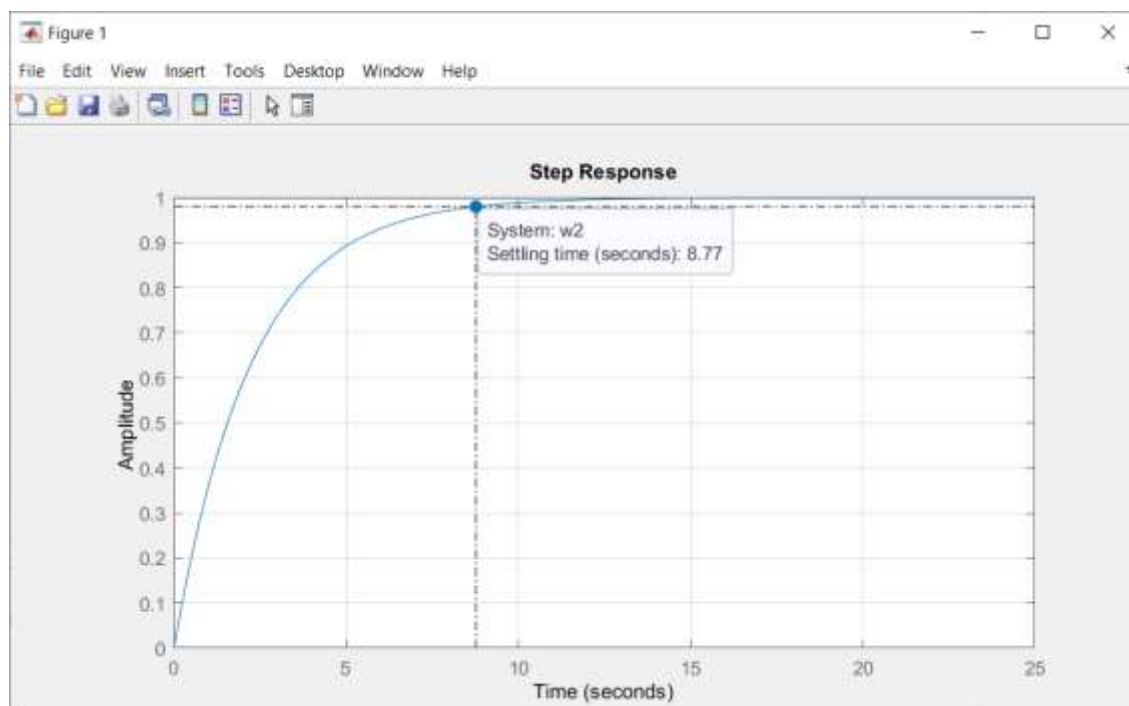 Figure 1
File Edit View Insert Tools Desktop Window Help
Step Response
System: w2
Settling time (seconds): 8.77
Amplitude
1
0.9
0.8
0.7
0.6
0.5
0.4
0.3
0.2
0.1
0
0 5 10 15 20 25
Time (seconds)